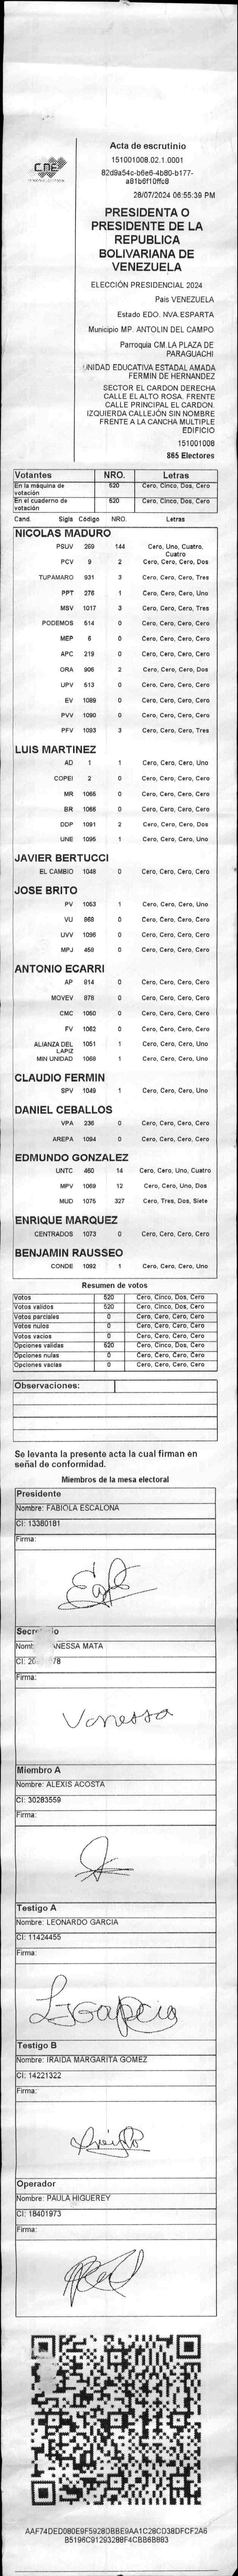 Acta de escrutinio
151001008.02.1.0001
82d9a54c-b6e6-4b80-b177-
a81b6f10ffc8
28/07/2024 06:55:39 PM
CNE
PRESIDENTA O
PRESIDENTE DE LA
REPUBLICA
BOLIVARIANA DE
VENEZUELA
ELECCIÓN PRESIDENCIAL 2024
Pais VENEZUELA
Estado EDO. NVA.ESPARTA
Municipio MP. ANTOLIN DEL CAMPO
Parroquia CM.LA PLAZA DE
PARAGUACHI
UNIDAD EDUCATIVA ESTADAL AMADA
FERMIN DE HERNANDEZ
SECTOR EL CARDON DERECHA
CALLE EL ALTO ROSA. FRENTE
CALLE PRINCIPAL EL CARDON.
IZQUIERDA CALLEJÓN SIN NOMBRE
FRENTE A LA CANCHA MULTIPLE
EDIFICIO
151001008
865 Electores
Votantes NRO. Letras
En la máquina de votación 520 Cero, Cinco, Dos, Cero
En el cuaderno de votación 520 Cero, Cinco, Dos, Cero
Cand. Sigla Código NRO. Letras
NICOLAS MADURO
PSUV 269 144 Cero, Uno, Cuatro, Cuatro
PCV 9 2 Cero, Cero, Cero, Dos
TUPAMARO 931 3 Cero, Cero, Cero, Tres
PPT 276 1 Cero, Cero, Cero, Uno
MSV 1017 3 Cero, Cero, Cero, Tres
PODEMOS 514 0 Cero, Cero, Cero, Cero
MEP 6 0 Cero, Cero, Cero, Cero
APC 219 0 Cero, Cero, Cero, Cero
ORA 906 2 Cero, Cero, Cero, Dos
UPV 513 0 Cero, Cero, Cero, Cero
EV 1089 0 Cero, Cero, Cero, Cero
PVV 1090 0 Cero, Cero, Cero, Cero
PFV 1093 3 Cero, Cero, Cero, Tres
LUIS MARTINEZ
AD 1 1 Cero, Cero, Cero, Uno
COPEI 2 0 Cero, Cero, Cero, Cero
MR 1065 0 Cero, Cero, Cero, Cero
BR 1066 0 Cero, Cero, Cero, Cero
DDP 1091 2 Cero, Cero, Cero, Dos
UNE 1095 1 Cero, Cero, Cero, Uno
JAVIER BERTUCCI
EL CAMBIO 1048 0 Cero, Cero, Cero, Cero
JOSE BRITO
PV 1053 1 Cero, Cero, Cero, Uno
VU 868 0 Cero, Cero, Cero, Cero
UVV 1096 0 Cero, Cero, Cero, Cero
MPJ 459 0 Cero, Cero, Cero, Cero
ANTONIO ECARRI
AP 914 0 Cero, Cero, Cero, Cero
MOVEV 878 0 Cero, Cero, Cero, Cero
CMC 1050 0 Cero, Cero, Cero, Cero
FV 1062 0 Cero, Cero, Cero, Cero
ALIANZA DEL LAPIZ 1051 1 Cero, Cero, Cero, Uno
MIN UNIDAD 1068 1 Cero, Cero, Cero, Uno
CLAUDIO FERMIN
SPV 1049 1 Cero, Cero, Cero, Uno
DANIEL CEBALLOS
VPA 236 0 Cero, Cero, Cero, Cero
AREPA 1094 0 Cero, Cero, Cero, Cero
EDMUNDO GONZALEZ
UNTC 460 14 Cero, Cero, Uno, Cuatro
MPV 1069 12 Cero, Cero, Uno, Dos
MUD 1075 327 Cero, Tres, Dos, Siete
ENRIQUE MARQUEZ
CENTRADOS 1073 0 Cero, Cero, Cero, Cero
BENJAMIN RAUSSEO
CONDE 1092 1 Cero, Cero, Cero, Uno
Resumen de votos
Votos 520 Cero, Cinco, Dos, Cero
Votos validos 520 Cero, Cinco, Dos, Cero
Votos parciales 0 Cero, Cero, Cero, Cero
Votos nulos 0 Cero, Cero, Cero, Cero
Votos vacios 0 Cero, Cero, Cero, Cero
Opciones validas 520 Cero, Cinco, Dos, Cero
Opciones nulas 0 Cero, Cero, Cero, Cero
Opciones vacias 0 Cero, Cero, Cero, Cero
Observaciones:
Se levanta la presente acta la cual firman en
señal de conformidad.
Miembros de la mesa electoral
Presidente
Nombre: FABIOLA ESCALONA
CI: 13380181
Firma:
Nombre: MATA
Firma:
Vanessa
Miembro A
Nombre: ALEXIS ACOSTA
CI: 30283559
Firma:
Testigo A
Nombre: LEONARDO GARCIA
CI: 11424455
Firma:
LGarcia
Testigo B
Nombre: IRAIDA MARGARITA GOMEZ
CI: 14221322
Firma:
Operador
Nombre: PAULA HIGUEREY
CI: 18401973
Firma:
AAF74DED080E9F5928DBBE9AA1C28CD38DFCF2A6
B5196C91293288F4CBB6B883